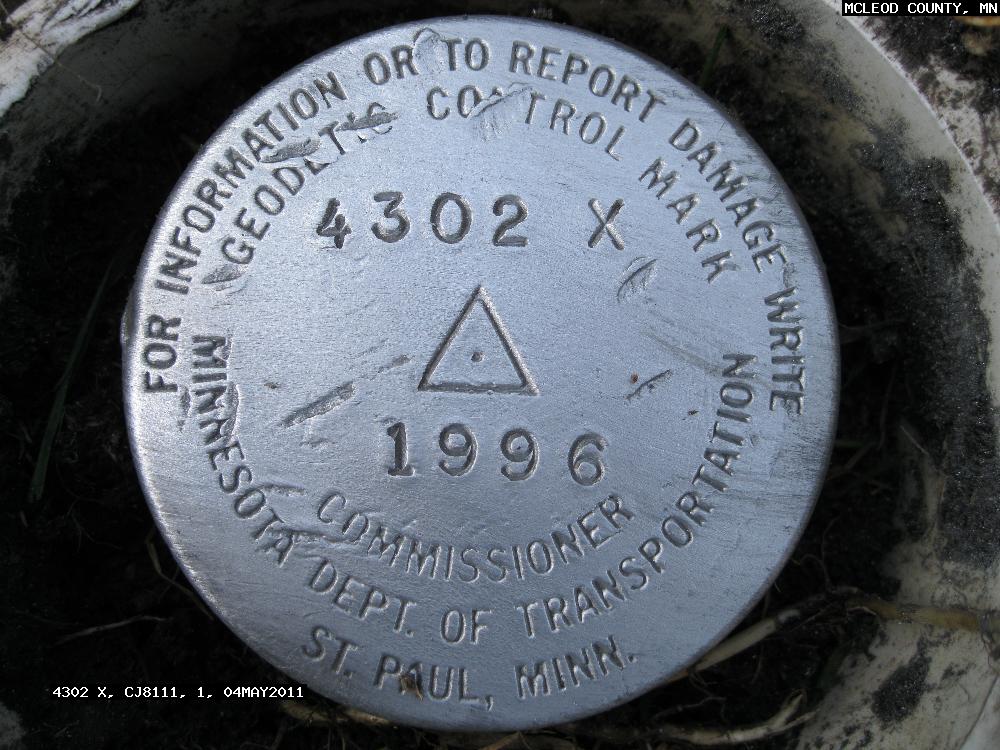 MCLEOD COUNTY, MN
FOR INFORMATION OR TO REPORT DAMAGE WRITE
GEODETIC CONTROL MARK
4302 X
1996
COMMISSIONER
MINNESOTA DEPT. OF TRANSPORTATION
ST. PAUL, MINN.
4302 X, CJ8111, 1, 04MAY2011